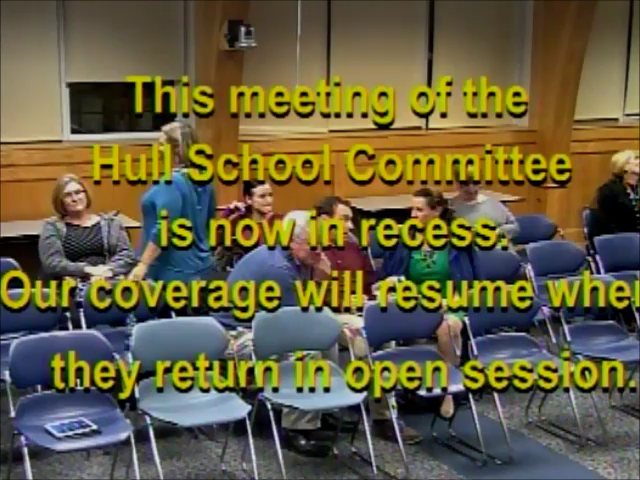 This meeting of the
Hull School Committee
is now in recess.
Our coverage will resume when
they return in open session.